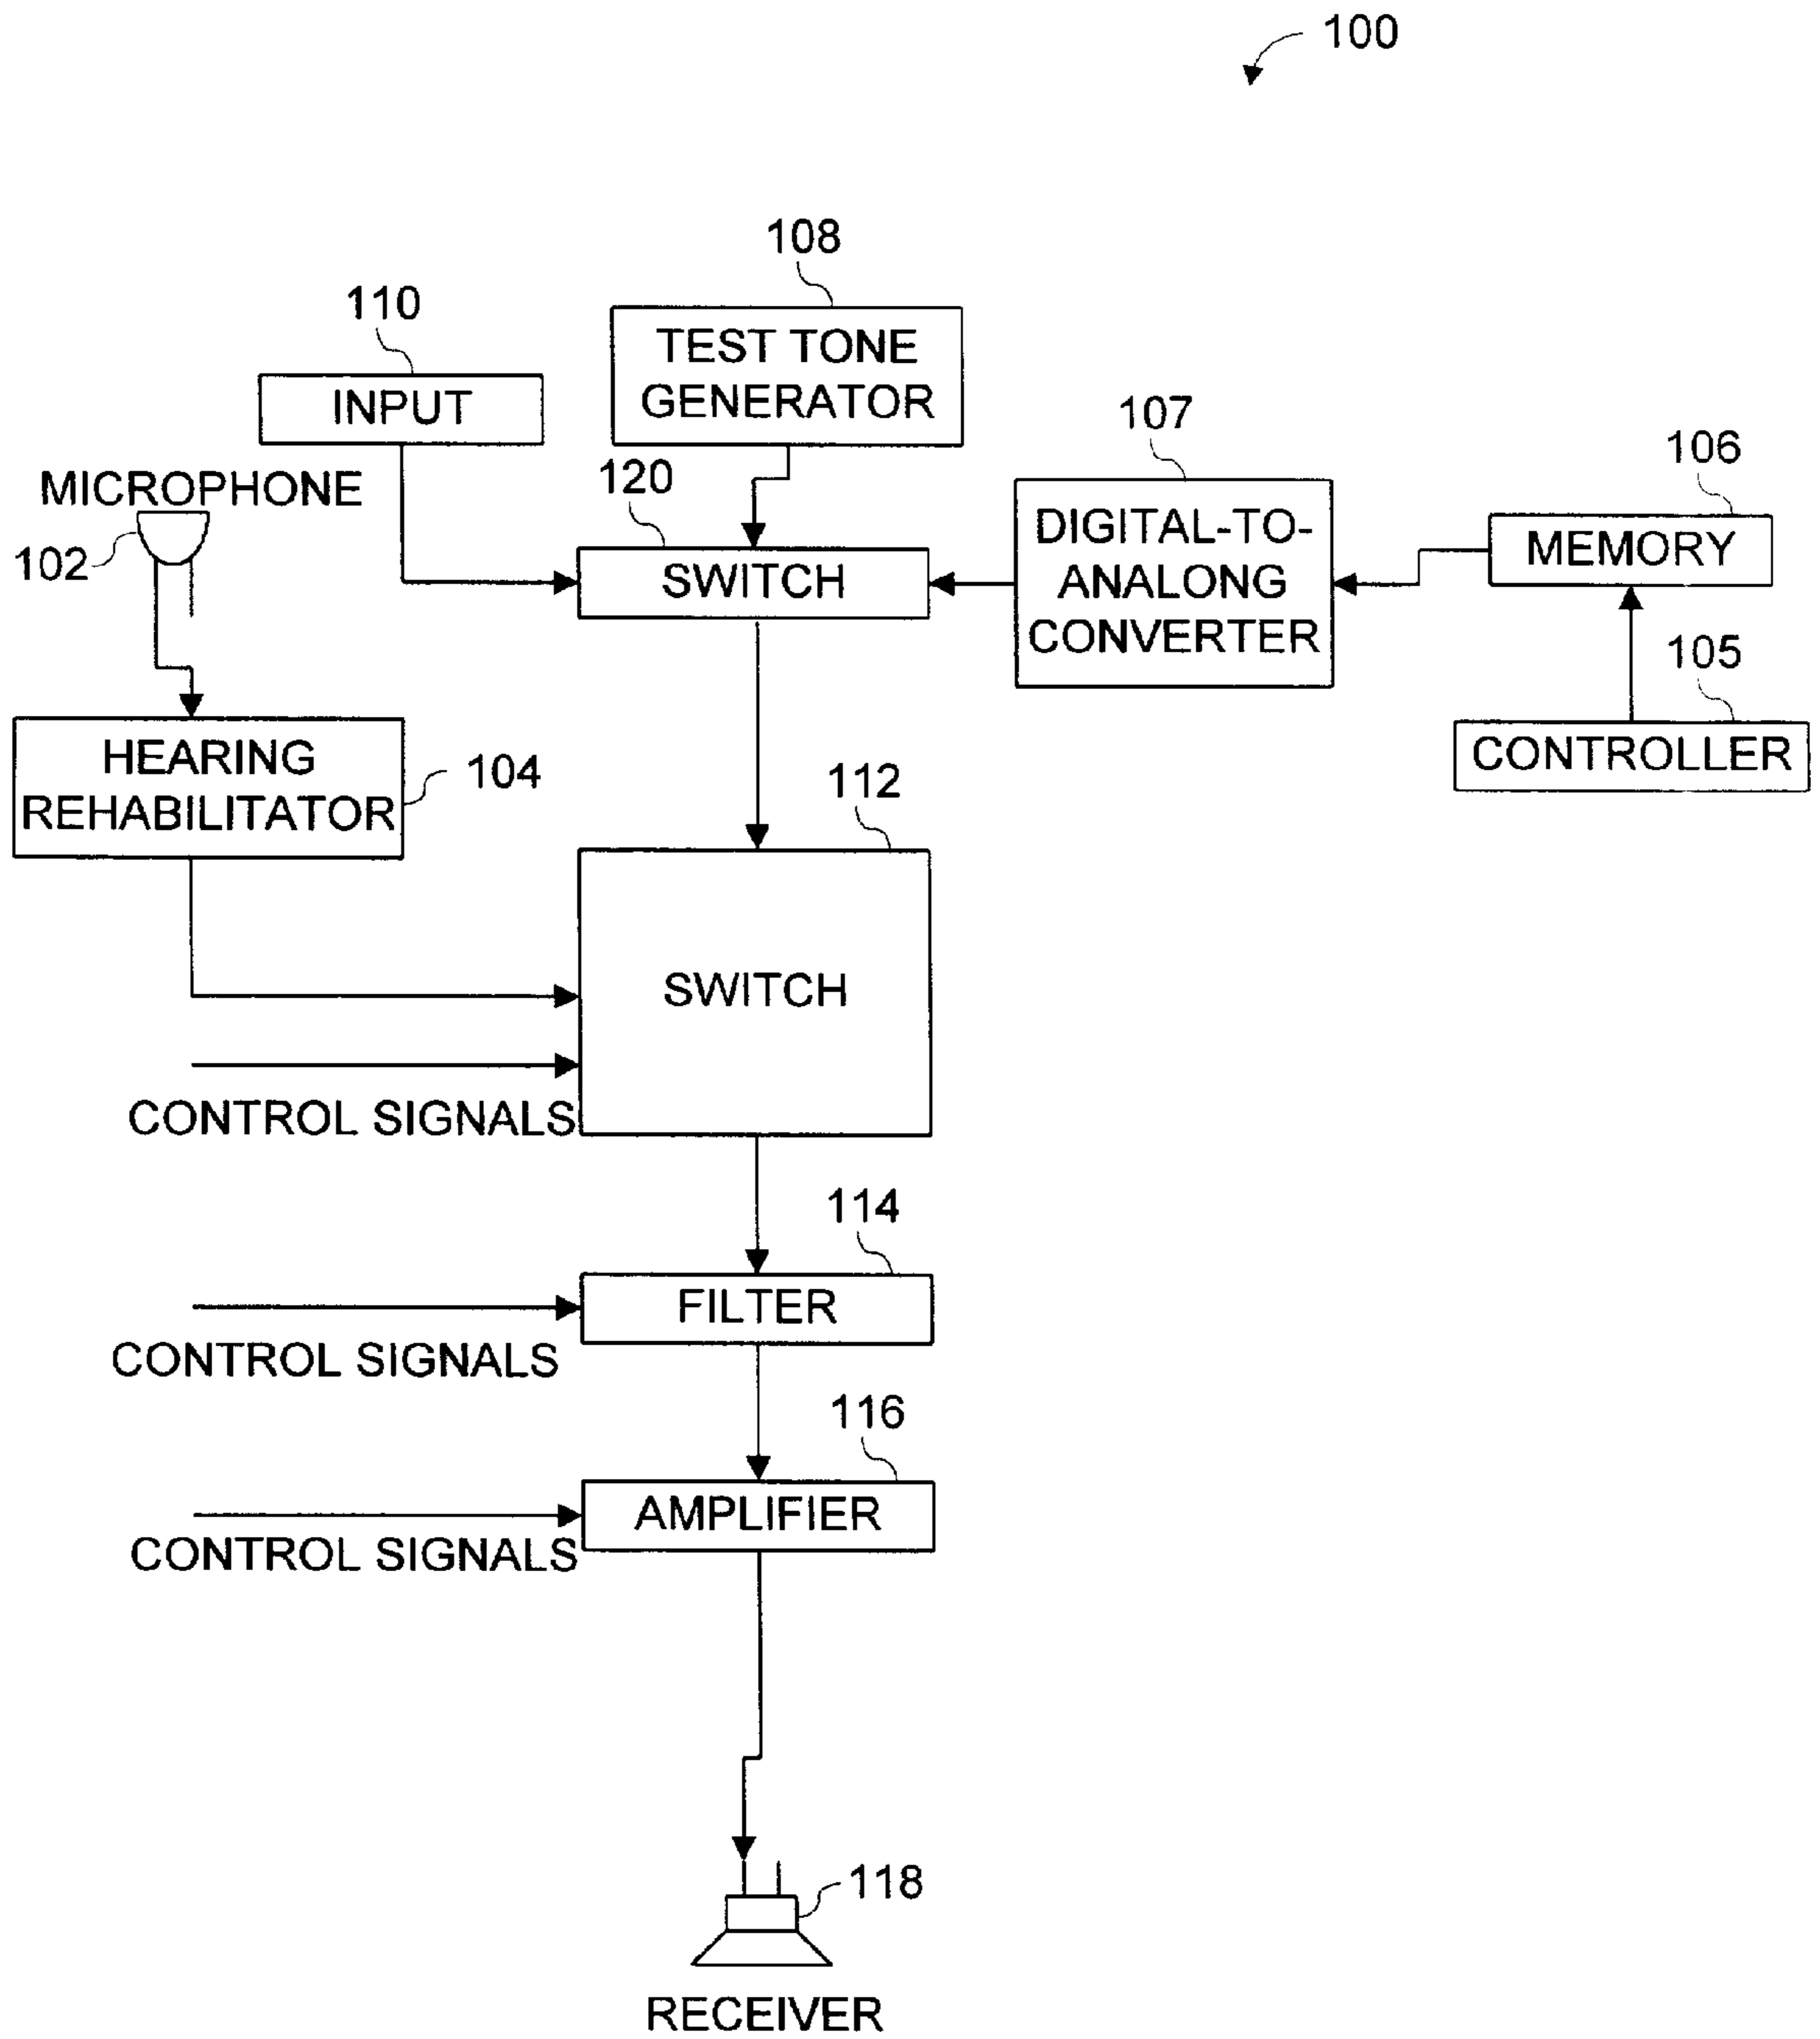 100
108
110
TEST TONE
GENERATOR
INPUT
107
106
120
MICROPHONE
102
DIGITAL-TO-
ANALONG
CONVERTER
MEMORY
SWITCH
105
CONTROLLER
HEARING
REHABILITATOR
104
112
SWITCH
CONTROL SIGNALS
114
FILTER
CONTROL SIGNALS
116
AMPLIFIER
CONTROL SIGNALS
118
RECEIVER